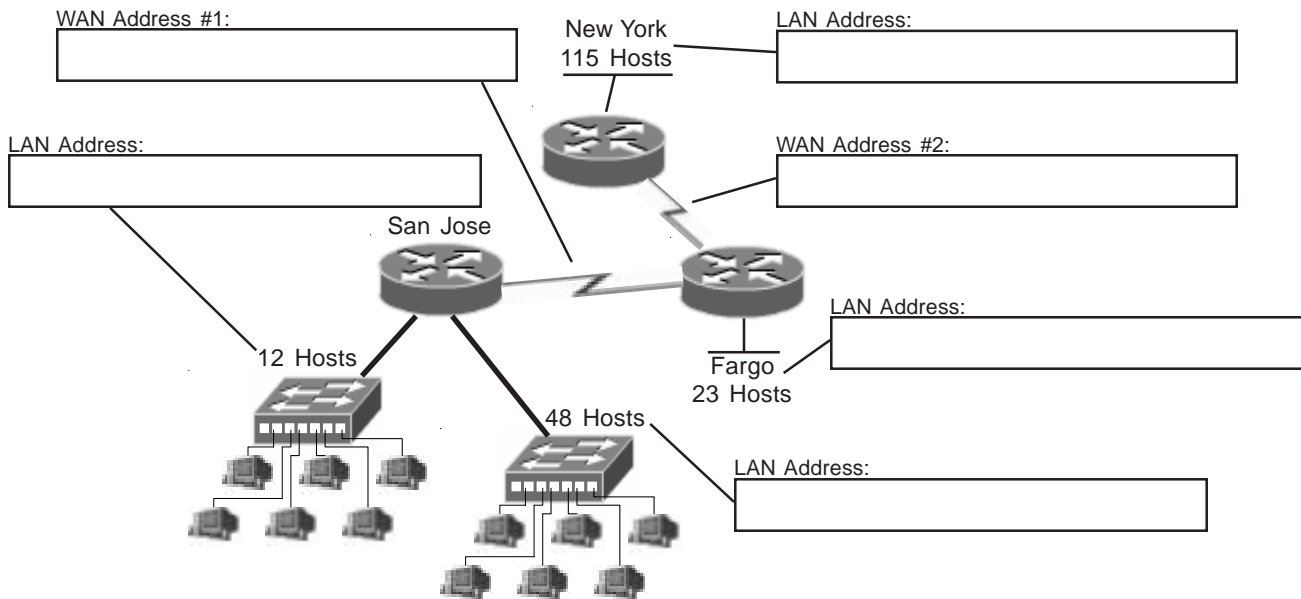 WAN Address #1:
New York
115 Hosts
LAN Address:
LAN Address:
WAN Address #2:
San Jose
LAN Address:
12 Hosts
Fargo
23 Hosts
48 Hosts
LAN Address: